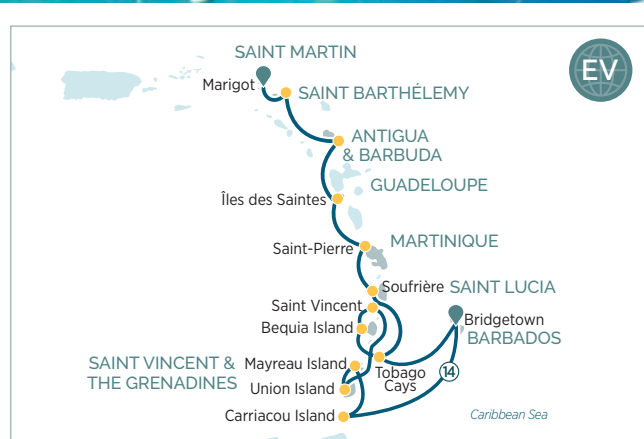 SAINT MARTIN
EV
Marigot
SAINT BARTHÉLEMY
ANTIGUA
& BARBUDA
GUADELOUPE
Îles des Saintes
MARTINIQUE
Saint-Pierre
Soufrière
SAINT LUCIA
Saint Vincent
Bridgetown
Bequia Island
BARBADOS
SAINT VINCENT &
THE GRENADINES
Mayreau Island
Tobago
Cays
14
Union Island
Carriacou Island
Caribbean Sea